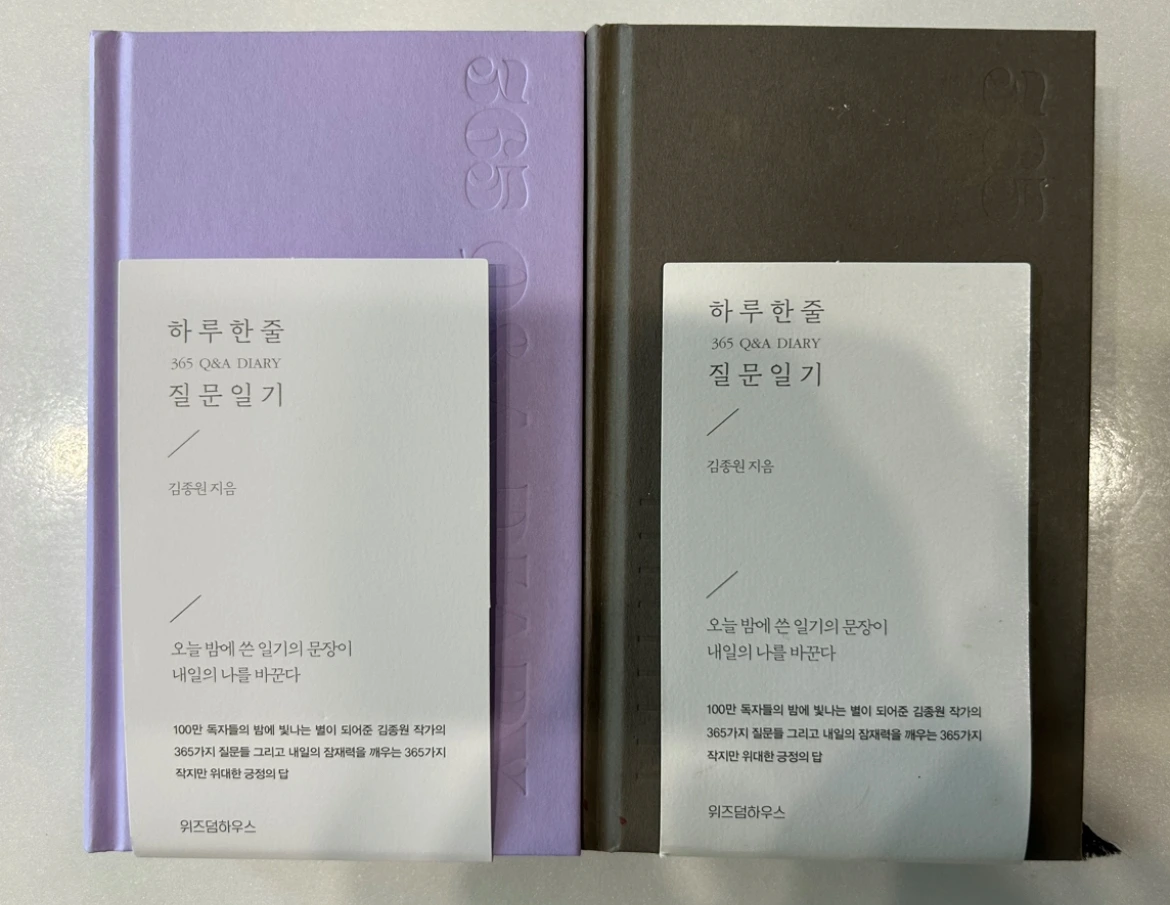 365 Q&A DIARY
하루한줄
365 Q&A DIARY
질문일기
김종원 지음
오늘 밤에 쓴 일기의 문장이
내일의 나를 바꾼다
100만 독자들의 밤에 빛나는 별이 되어준 김종원 작가의
365가지 질문들 그리고 내일의 잠재력을 깨우는 365가지
작지만 위대한 긍정의 답
위즈덤하우스
365
하루한줄
365 Q&A DIARY
질문일기
김종원 지음
오늘 밤에 쓴 일기의 문장이
내일의 나를 바꾼다
100만 독자들의 밤에 빛나는 별이 되어준 김종원 작가의
365가지 질문들 그리고 내일의 잠재력을 깨우는 365가지
작지만 위대한 긍정의 답
위즈덤하우스